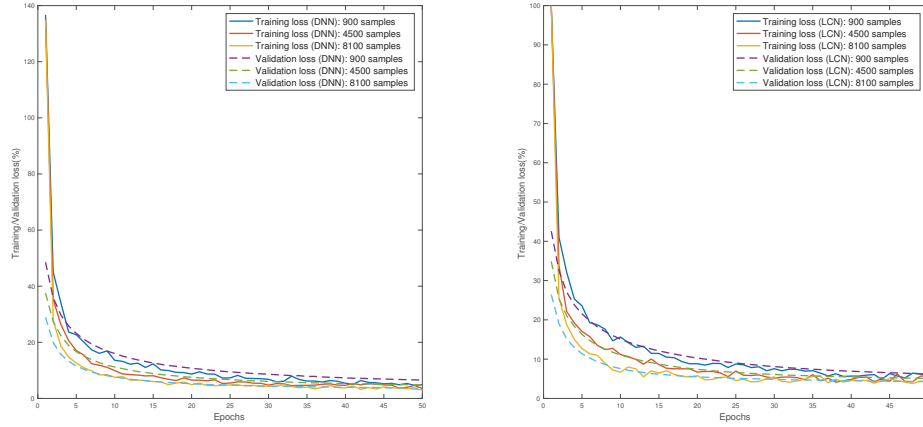 140
120
100
80
60
40
20
0
Training/Validation loss(%)
0 5 10 15 20 25 30 35 40 45 50
Epochs
Training loss (DNN): 900 samples
Training loss (DNN): 4500 samples
Training loss (DNN): 8100 samples
Validation loss (DNN): 900 samples
Validation loss (DNN): 4500 samples
Validation loss (DNN): 8100 samples
100
90
80
70
60
50
40
30
20
10
0
Training/Validation loss(%)
0 5 10 15 20 25 30 35 40 45
Epochs
Training loss (LCN): 900 samples
Training loss (LCN): 4500 samples
Training loss (LCN): 8100 samples
Validation loss (LCN): 900 samples
Validation loss (LCN): 4500 samples
Validation loss (LCN): 8100 samples